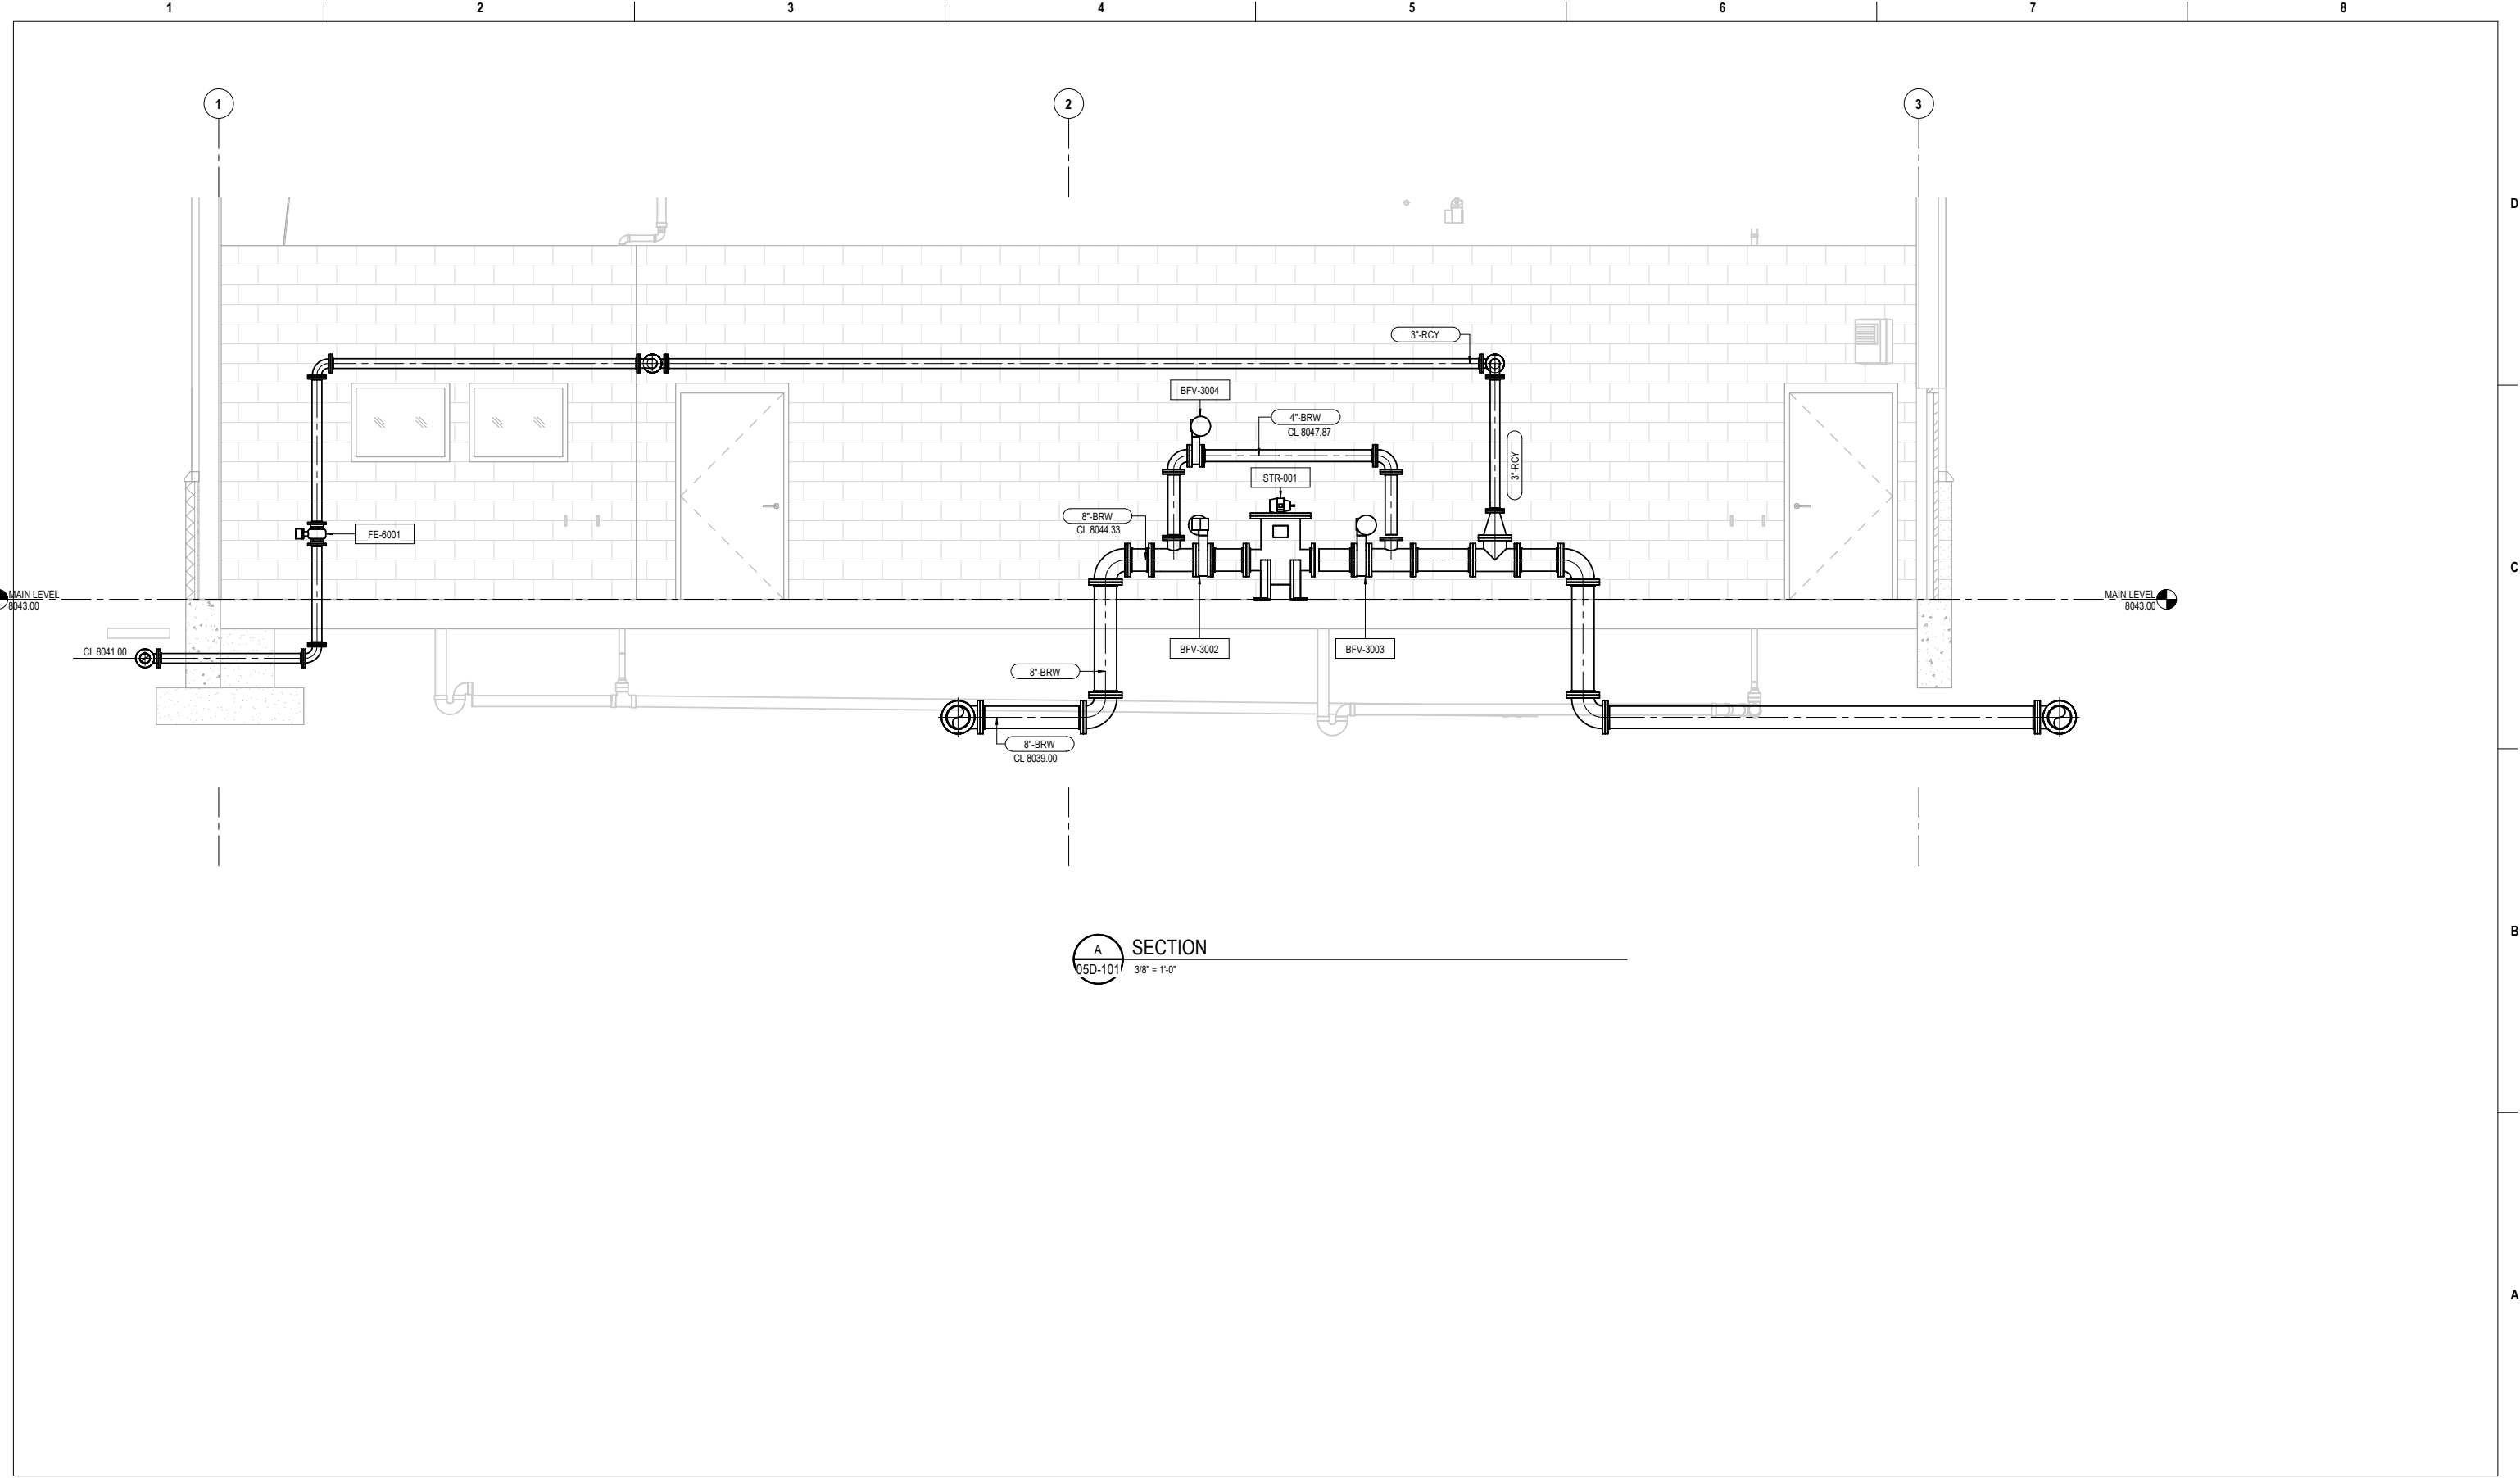 1 2 3 4 5 6 7 8
1 2 3
D
3"-RCY
BFV-3004
4"-BRW
CL 8047.87
STR-001
3"-RCY
8"-BRW
CL 8044.33
FE-6001
C
MAIN LEVEL
8043.00
MAIN LEVEL
8043.00
CL 8041.00
BFV-3002
BFV-3003
8"-BRW
8"-BRW
CL 8039.00
B
A
05D-101
SECTION
3/8" = 1'-0"
A